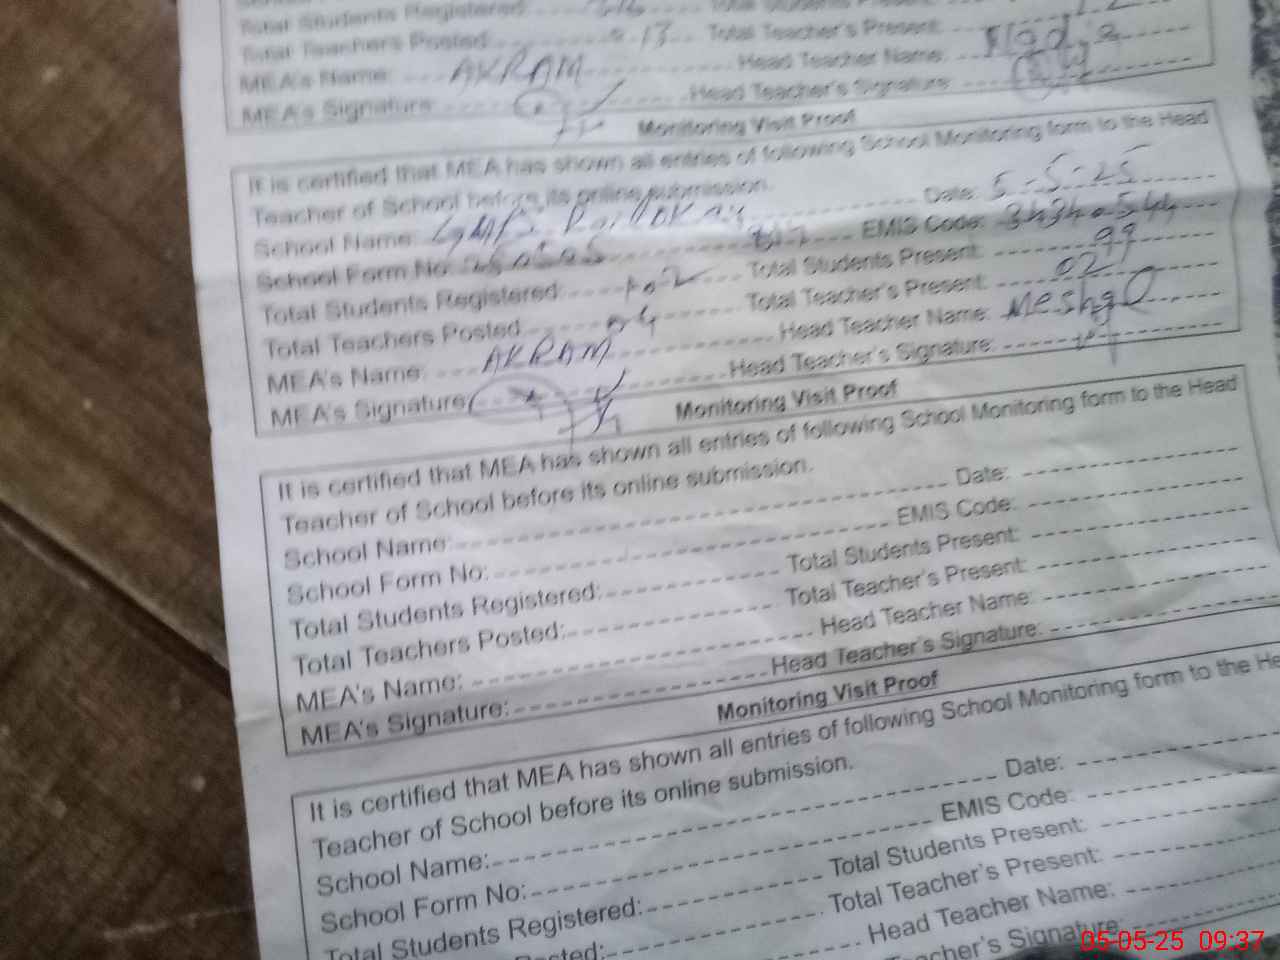 Total Students Registered:
Total Teachers Posted: 13 Total Teacher's Present:
MEA's Name: AKRAM Head Teacher Name:
MEA's Signature: Head Teacher's Signature:
Monitoring Visit Proof
It is certified that MEA has shown all entries of following School Monitoring form to the Head
Teacher of School before its online submission.
School Name: Date: 5-5-25
School Form No: EMIS Code:
Total Students Registered: 102 Total Students Present: 99
Total Teachers Posted: 04 Total Teacher's Present: 02
MEA's Name: AKRAM Head Teacher Name:
MEA's Signature Head Teacher's Signature:
Monitoring Visit Proof
It is certified that MEA has shown all entries of following School Monitoring form to the Head
Teacher of School before its online submission.
School Name: Date:
School Form No: EMIS Code:
Total Students Registered: Total Students Present:
Total Teachers Posted: Total Teacher's Present:
MEA's Name: Head Teacher Name:
MEA's Signature: Head Teacher's Signature:
Monitoring Visit Proof
It is certified that MEA has shown all entries of following School Monitoring form to the He
Teacher of School before its online submission.
School Name: Date:
School Form No: EMIS Code:
Total Students Registered: Total Students Present:
osted: Total Teacher's Present:
Head Teacher Name:
cher's Signature:
05-05-25 09:37